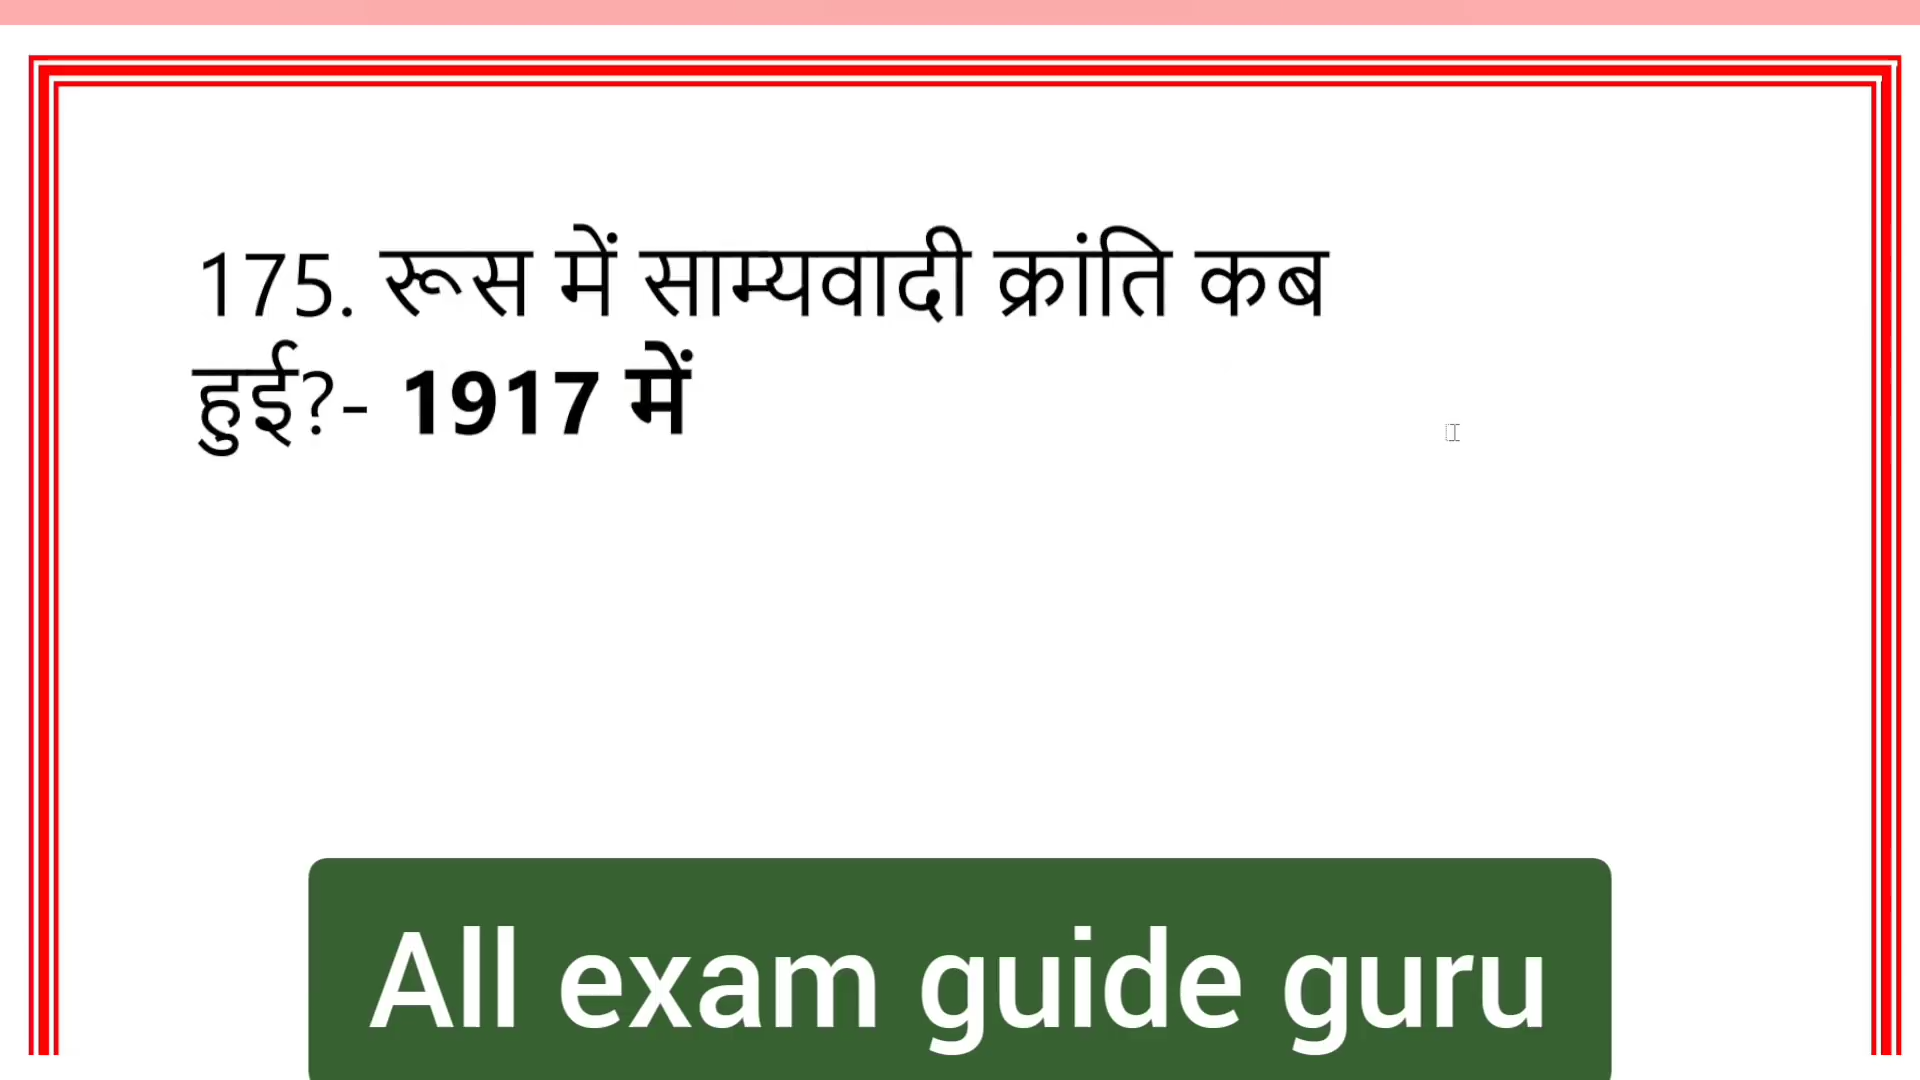 175. रूस में साम्यवादी क्रांति कब
हुई?- 1917 में
All exam guide guru